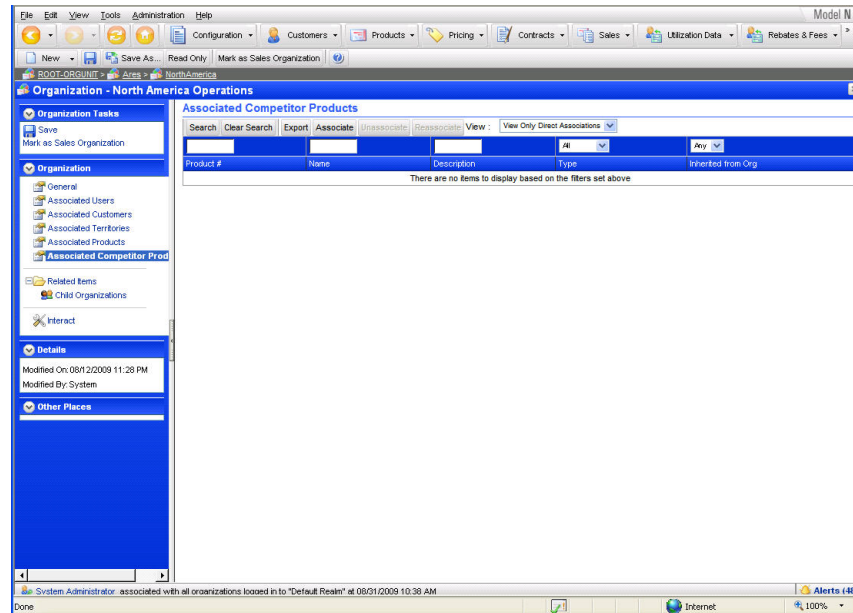 File Edit View Tools Administration Help Model N
Configuration Customers Products Pricing Contracts Sales Utilization Data Rebates & Fees »
New Save As... Read Only Mark as Sales Organization
ROOT-ORGUNIT > Ares > NorthAmerica
Organization - North America Operations
Organization Tasks
Save
Mark as Sales Organization
Organization
General
Associated Users
Associated Customers
Associated Territories
Associated Products
Associated Competitor Prod
Related Items
Child Organizations
Interact
Details
Modified On: 08/12/2009 11:28 PM
Modified By: System
Other Places
Associated Competitor Products
Search Clear Search Export Associate Unassociate Reassociate View : View Only Direct Associations
All Any
Product # Name Description Type Inherited from Org
There are no items to display based on the filters set above
System Administrator associated with all organizations logged in to "Default Realm" at 08/31/2009 10:38 AM Alerts (48
Done Internet 100%